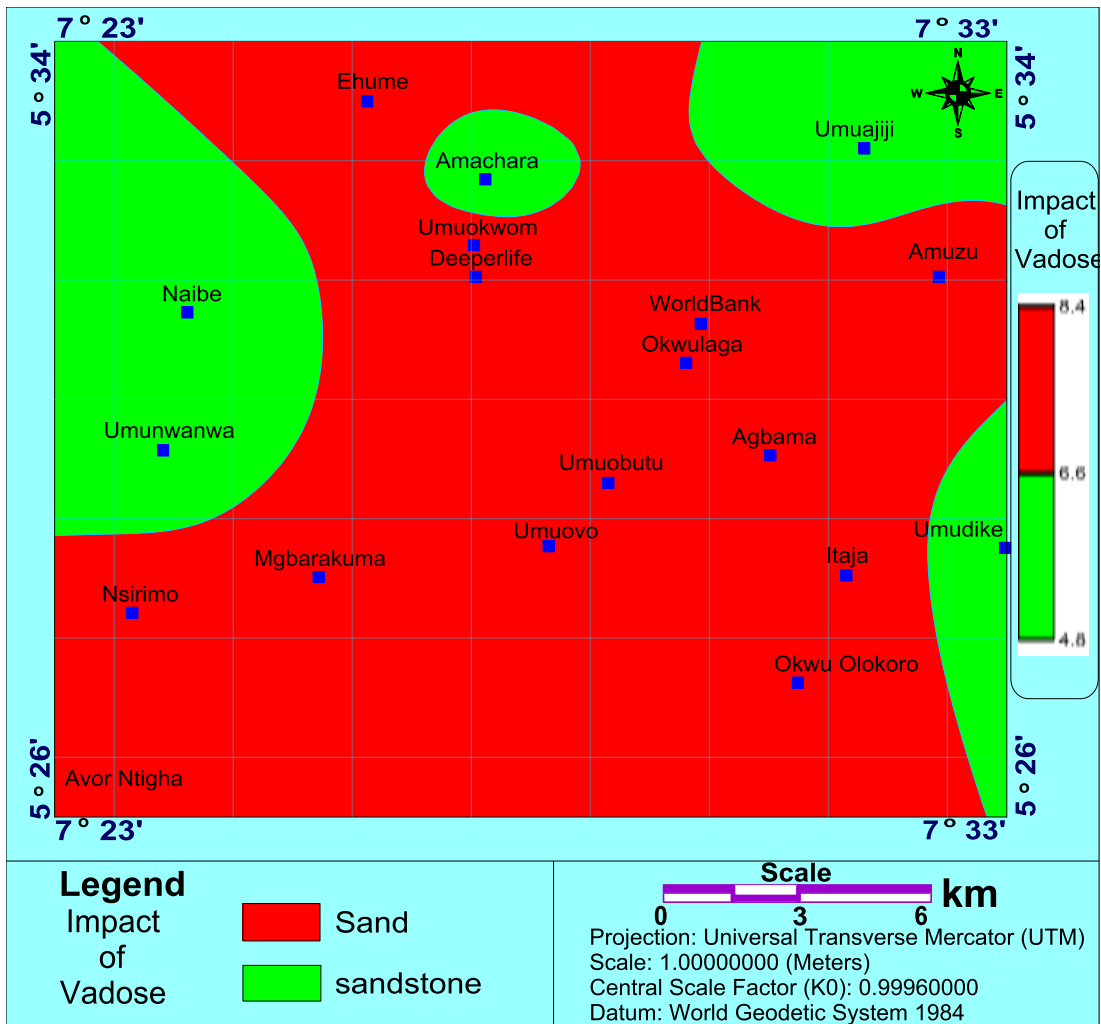 7° 23'
7° 33'
5° 34'
5° 34'
N
W
E
S
Ehume
Umuajiji
Amachara
Impact
of
Vadose
Umuokwom
Deeperlife
Amuzu
Naibe
WorldBank
8.4
Okwulaga
Umunwanwa
Agbama
Umuobutu
6.6
Umuovo
Umudike
Mgbarakuma
Itaja
Nsirimo
4.8
Okwu Olokoro
Avor Ntigha
5° 26'
5° 26'
7° 23'
7° 33'
Legend
Impact
of
Vadose
Sand
sandstone
Scale
km
0 3 6
Projection: Universal Transverse Mercator (UTM)
Scale: 1.00000000 (Meters)
Central Scale Factor (K0): 0.99960000
Datum: World Geodetic System 1984